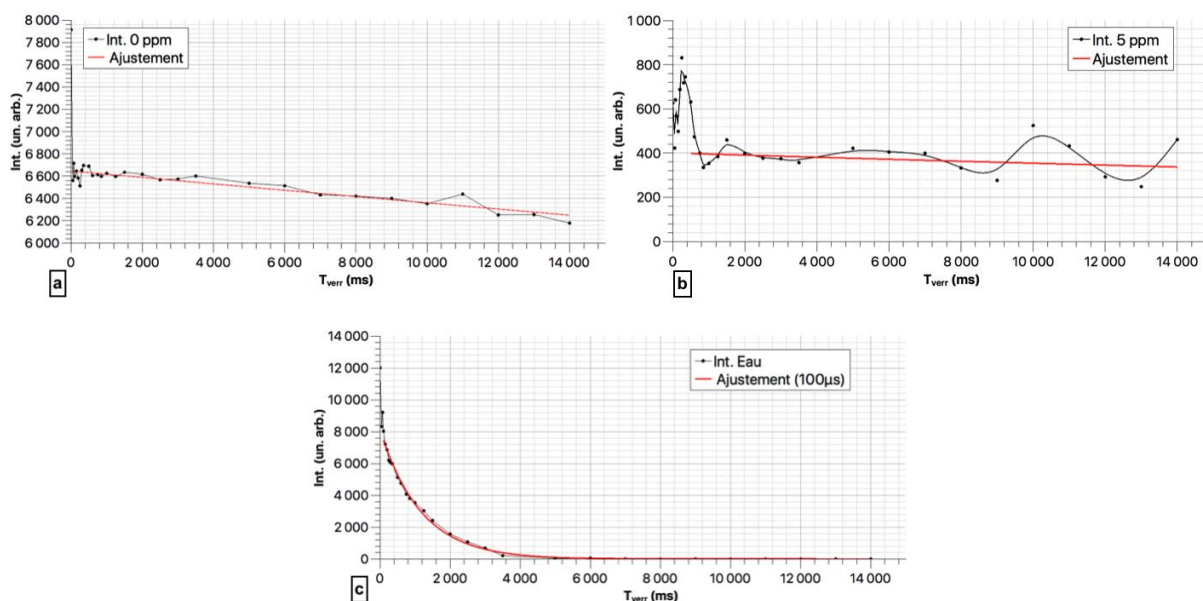 8 000
7 800
7 600
7 400
7 200
7 000
6 800
6 600
6 400
6 200
6 000
Int. (un. arb.)
Int. 0 ppm
Ajustement
0 2 000 4 000 6 000 8 000 10 000 12 000 14 000
T_verr (ms)
a
1 000
800
600
400
200
0
Int. (un. arb.)
Int. 5 ppm
Ajustement
0 2 000 4 000 6 000 8 000 10 000 12 000 14 000
T_verr (ms)
b
14 000
12 000
10 000
8 000
6 000
4 000
2 000
0
Int. (un. arb.)
Int. Eau
Ajustement (100µs)
0 2 000 4 000 6 000 8 000 10 000 12 000 14 000
T_verr (ms)
c